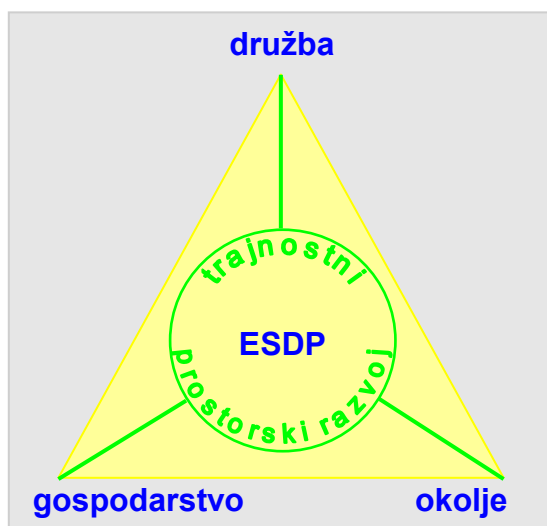 družba
trajnostni
ESDP
prostorski razvoj
gospodarstvo
okolje